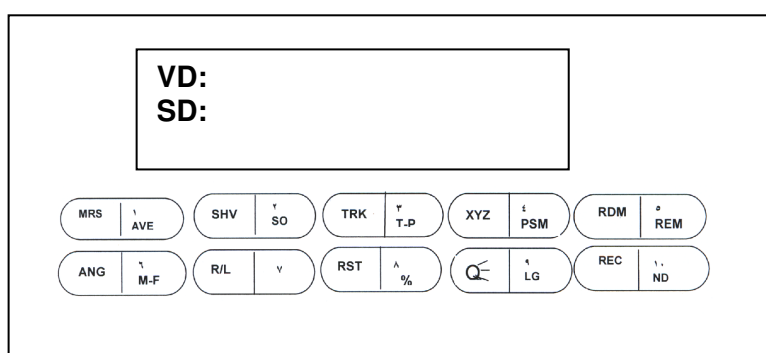 VD:
SD:
MRS ١ AVE SHV ٢ SO TRK ٣ T-P XYZ ٤ PSM RDM ٥ REM
ANG ٦ M-F R/L ٧ RST ٨ % ٩ LG REC ١٠ ND